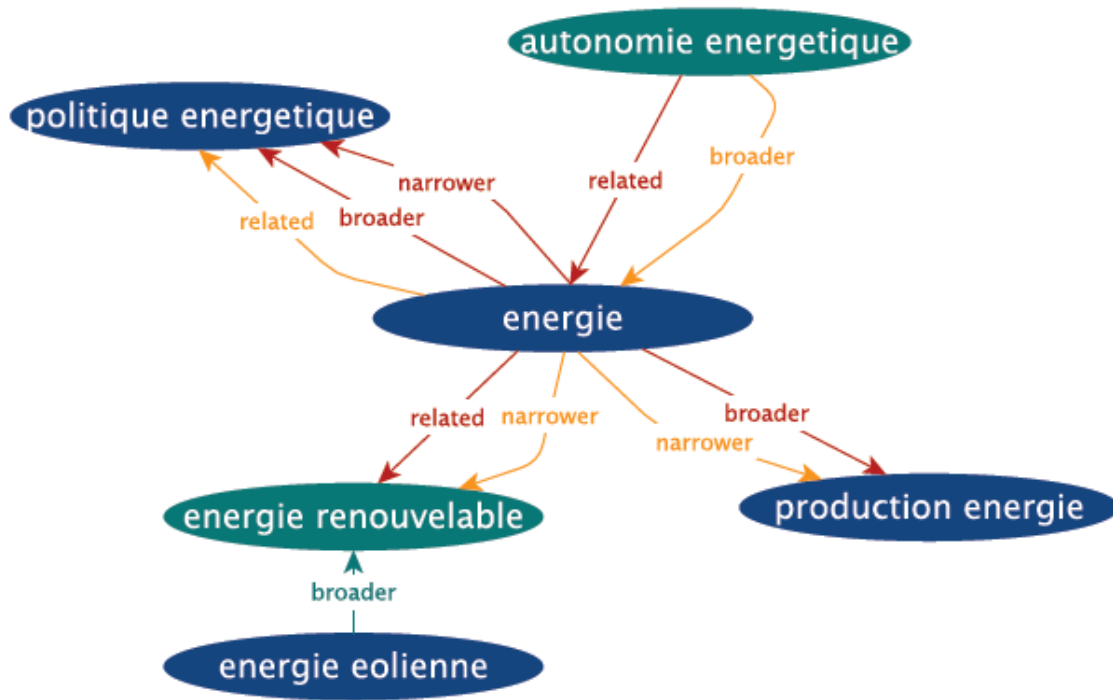 autonomie energetique
politique energetique
broader
narrower
related
broader
related
energie
related
narrower
broader
narrower
energie renouvelable
production energie
broader
energie eolienne